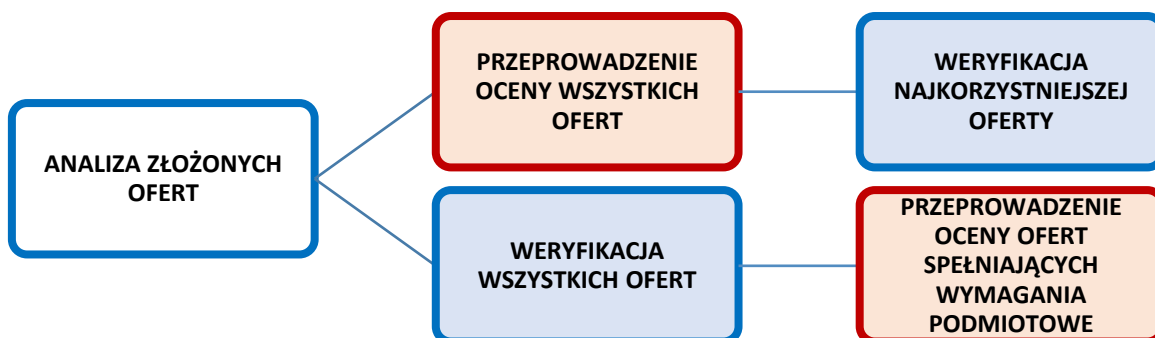 ANALIZA ZŁOŻONYCH
OFERT
PRZEPROWADZENIE
OCENY WSZYSTKICH
OFERT
WERYFIKACJA
NAJKORZYSTNIEJSZEJ
OFERTY
WERYFIKACJA
WSZYSTKICH OFERT
PRZEPROWADZENIE
OCENY OFERT
SPEŁNIAJĄCYCH
WYMAGANIA
PODMIOTOWE